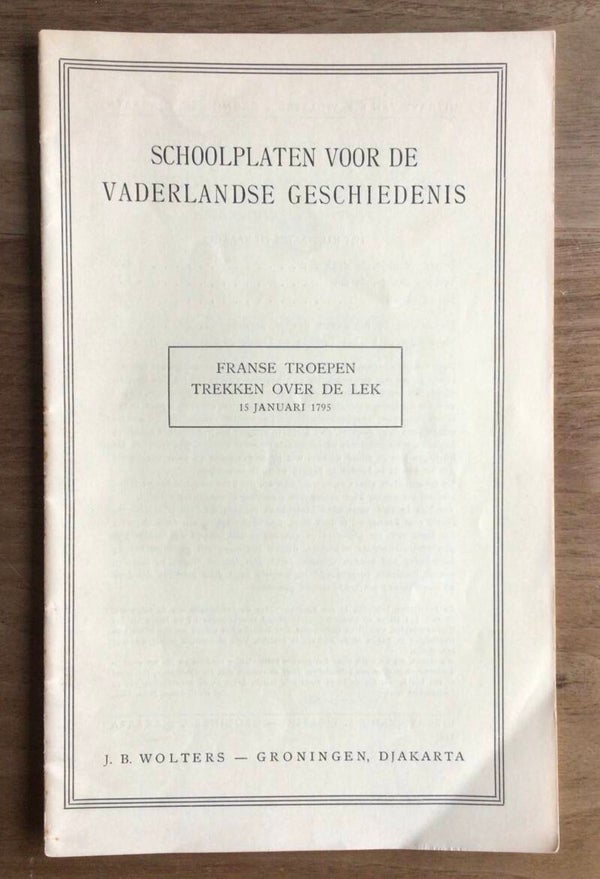 SCHOOLPLATEN VOOR DE
VADERLANDSE GESCHIEDENIS
FRANSE TROEPEN
TREKKEN OVER DE LEK
15 JANUARI 1795
J. B. WOLTERS — GRONINGEN, DJAKARTA